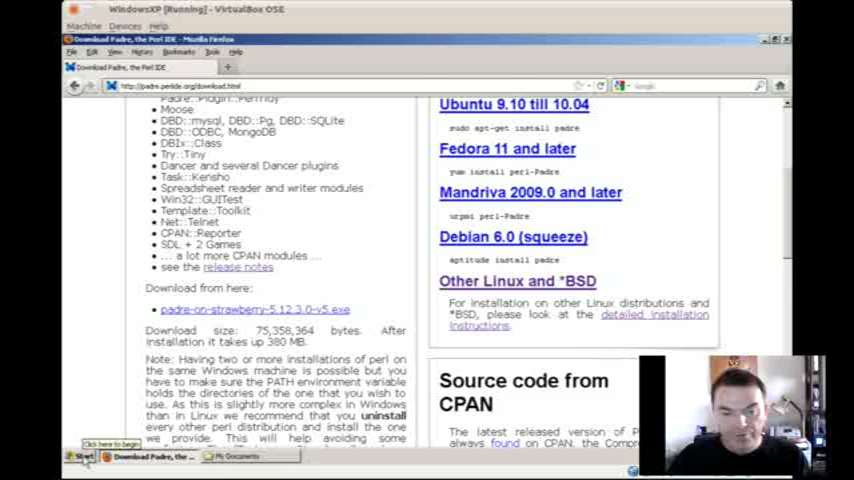 WindowsXP [Running] - VirtualBox OSE
Machine Devices Help
Download Padre, the Perl IDE - Mozilla Firefox
File Edit View History Bookmarks Tools Help
Download Padre, the Perl IDE
http://padre.perlide.org/download.html
Google
Moose
DBD::mysql, DBD::Pg, DBD::SQLite
DBD::ODBC, MongoDB
DBIx::Class
Try::Tiny
Dancer and several Dancer plugins
Task::Kensho
Spreadsheet reader and writer modules
Win32::GUITest
Template::Toolkit
Net::Telnet
CPAN::Reporter
SDL + 2 Games
... a lot more CPAN modules ...
see the release notes
Download from here:
padre-on-strawberry-5.12.3.0-v5.exe
Download size: 75,358,364 bytes. After
installation it takes up 380 MB.
Note: Having two or more installations of perl on
the same Windows machine is possible but you
have to make sure the PATH environment variable
holds the directories of the one that you wish to
use. As this is slightly more complex in Windows
than in Linux we recommend that you uninstall
every other perl distribution and install the one
we provide. This will help avoiding some
Ubuntu 9.10 till 10.04
sudo apt-get install padre
Fedora 11 and later
yum install perl-Padre
Mandriva 2009.0 and later
urpmi perl-Padre
Debian 6.0 (squeeze)
aptitude install padre
Other Linux and *BSD
For installation on other Linux distributions and
*BSD, please look at the detailed installation
instructions.
Source code from
CPAN
The latest released version of P
always found on CPAN, the Compre
Click here to begin
Start
Download Padre, the ...
My Documents